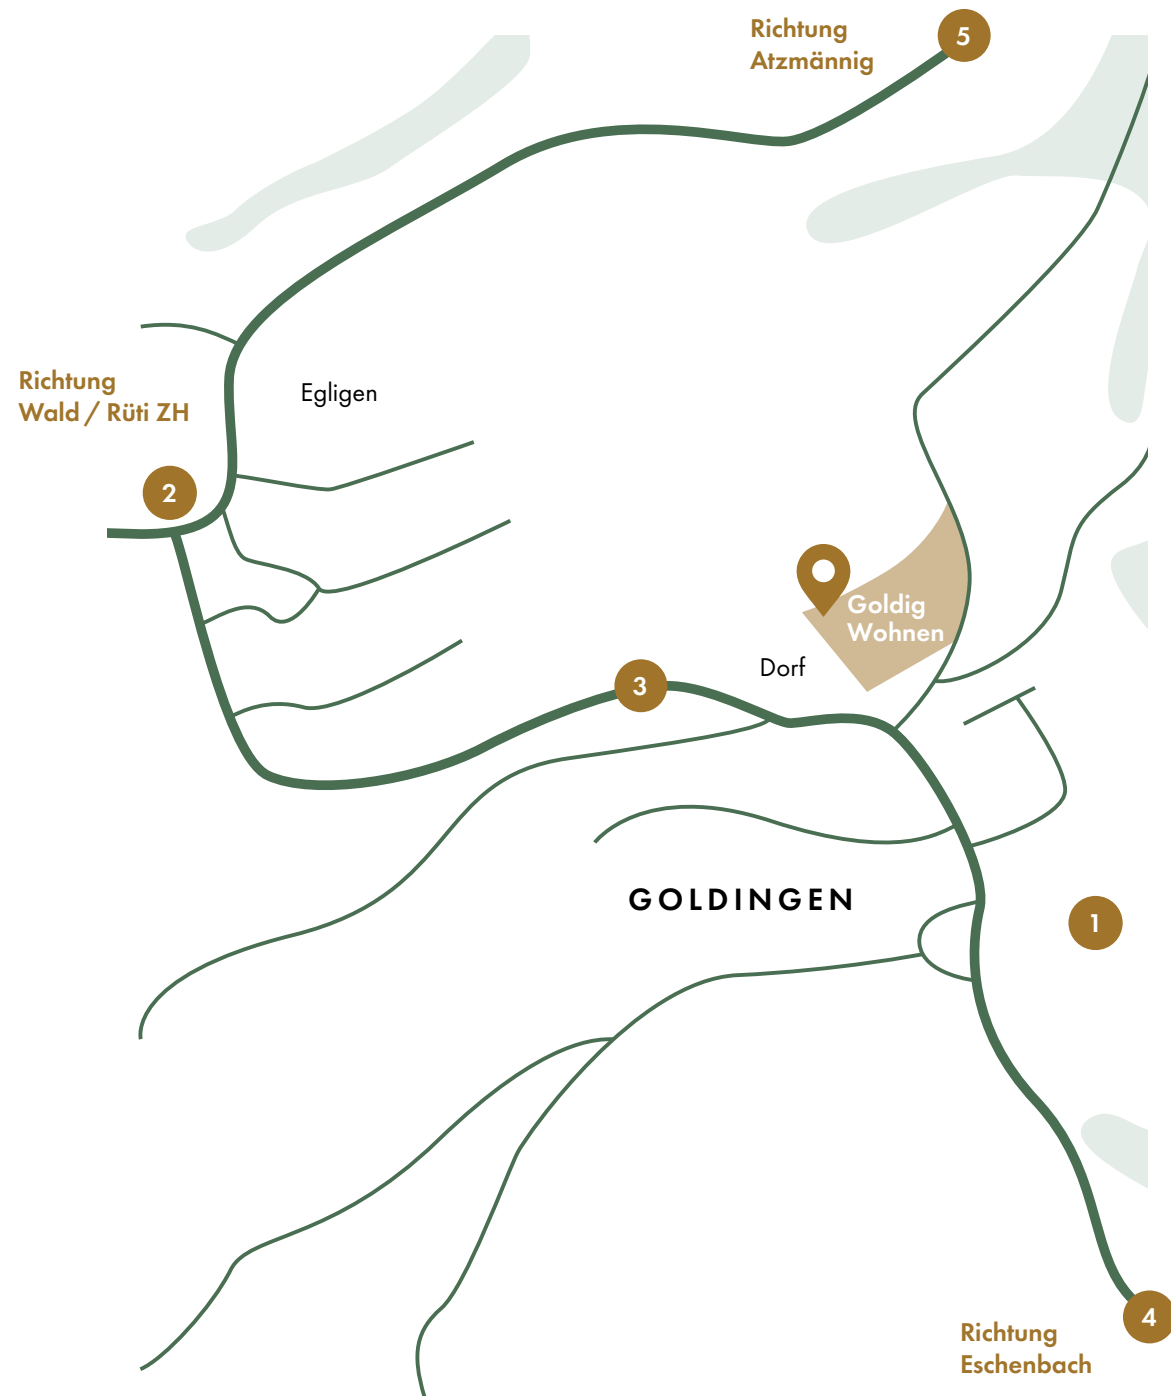 Richtung
Atzmännig
5
Richtung
Wald / Rüti ZH
Egligen
2
Goldig
Wohnen
Dorf
3
GOLDINGEN
1
4
Richtung
Eschenbach